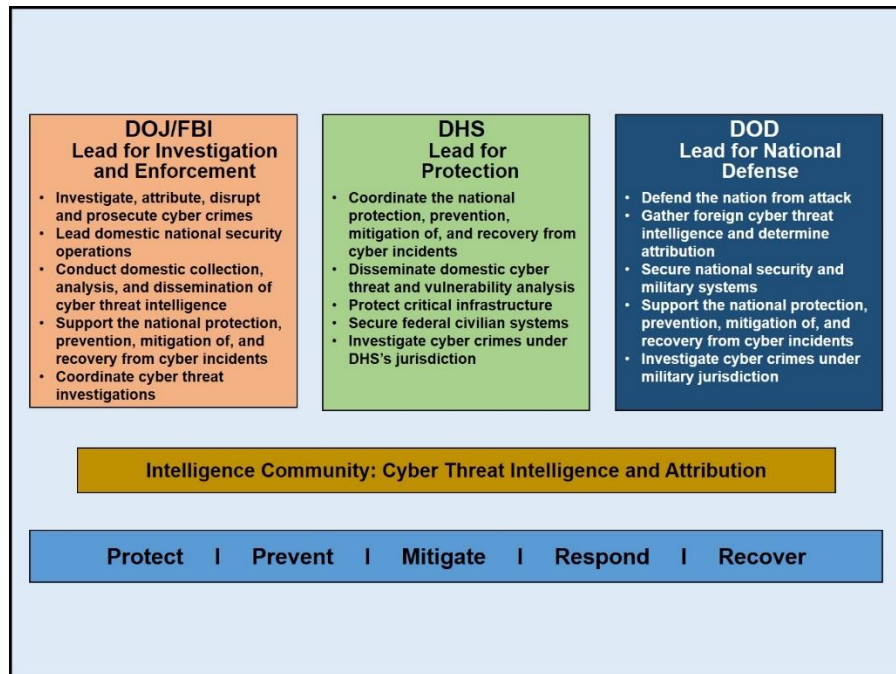 DOJ/FBI
Lead for Investigation
and Enforcement
• Investigate, attribute, disrupt
and prosecute cyber crimes
• Lead domestic national security
operations
• Conduct domestic collection,
analysis, and dissemination of
cyber threat intelligence
• Support the national protection,
prevention, mitigation of, and
recovery from cyber incidents
• Coordinate cyber threat
investigations
DHS
Lead for
Protection
• Coordinate the national
protection, prevention,
mitigation of, and recovery from
cyber incidents
• Disseminate domestic cyber
threat and vulnerability analysis
• Protect critical infrastructure
• Secure federal civilian systems
• Investigate cyber crimes under
DHS's jurisdiction
DOD
Lead for National
Defense
• Defend the nation from attack
• Gather foreign cyber threat
intelligence and determine
attribution
• Secure national security and
military systems
• Support the national protection,
prevention, mitigation of, and
recovery from cyber incidents
• Investigate cyber crimes under
military jurisdiction
Intelligence Community: Cyber Threat Intelligence and Attribution
Protect I Prevent I Mitigate I Respond I Recover